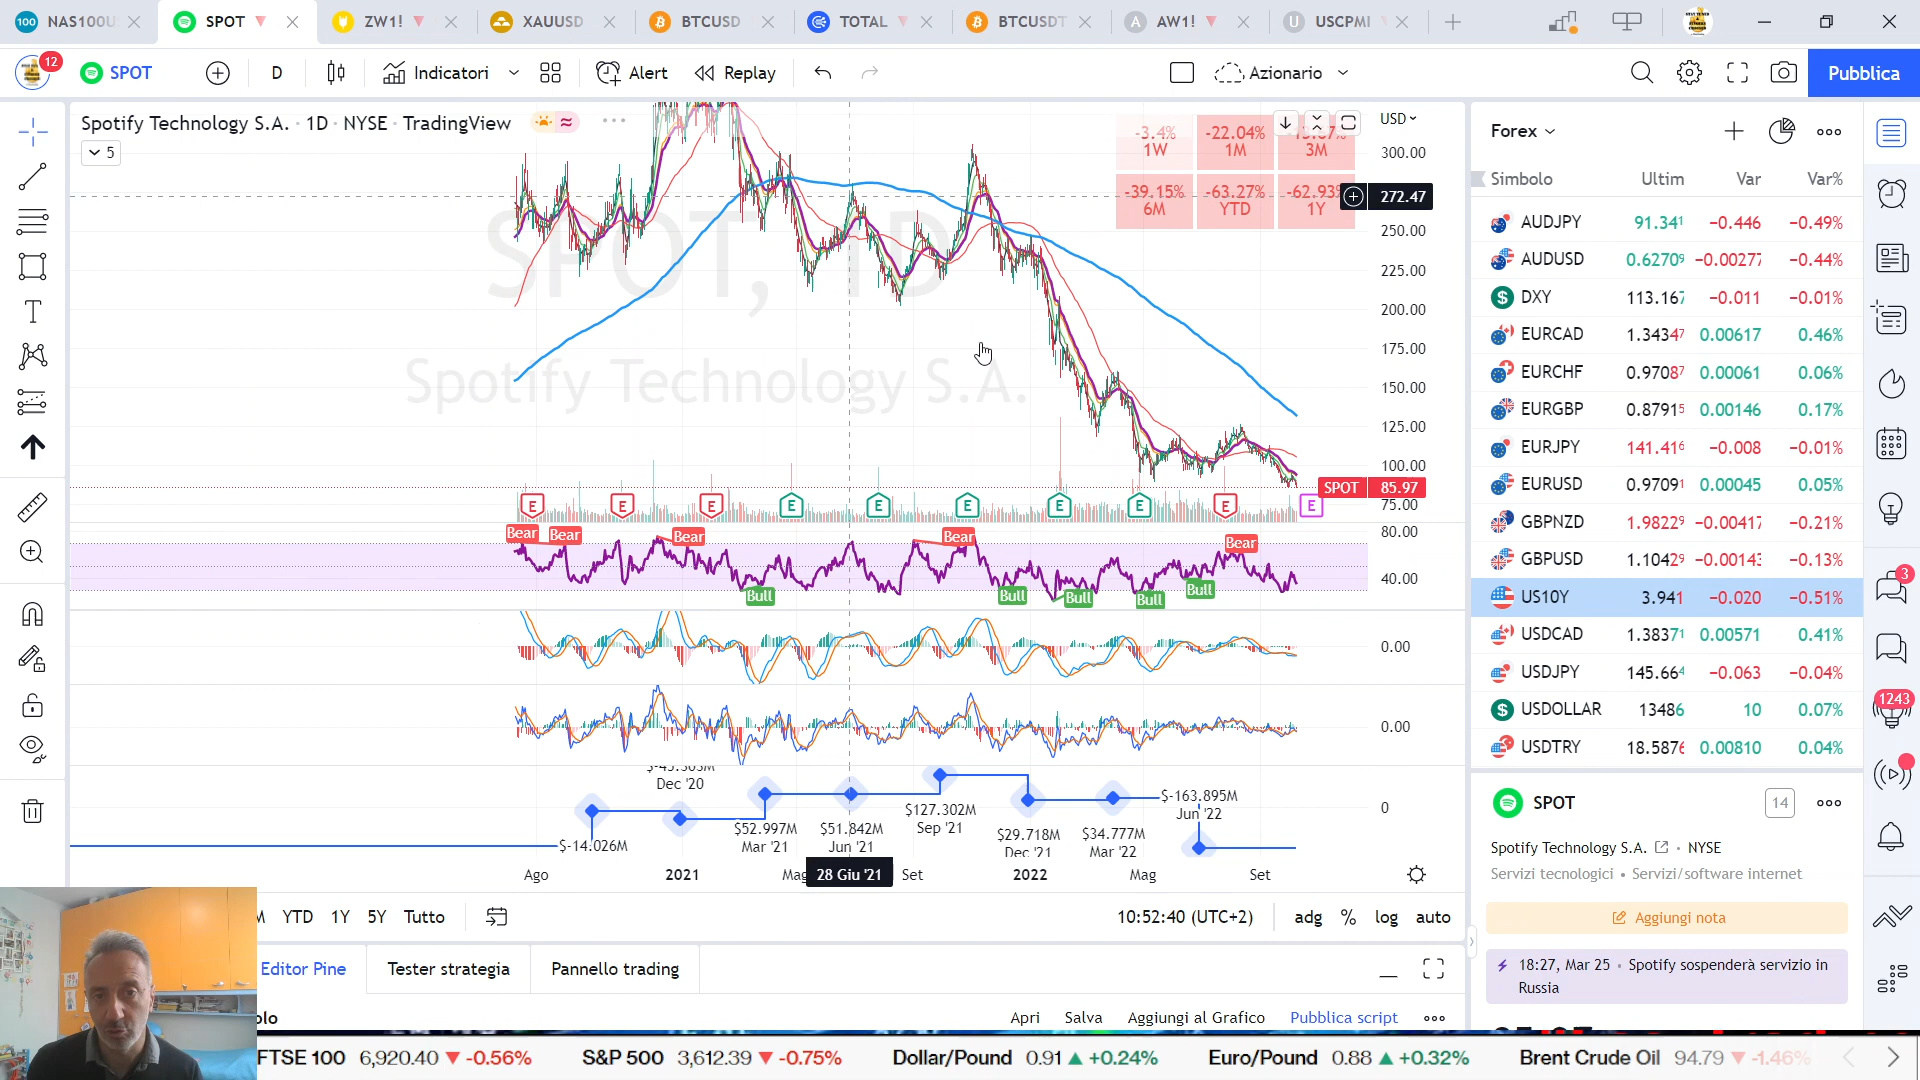 NAS100U SPOT ZW1! XAUUSD BTCUSD TOTAL BTCUSDT AW1! USCPMI
12 SPOT D Indicatori Alert Replay Azionario Pubblica
Spotify Technology S.A. · 1D · NYSE · TradingView
5
USD
-3.4% 1W -22.04% 1M 3M
-39.15% 6M -63.27% YTD -62.93% 1Y
SPOT, 1D
Spotify Technology S.A.
300.00
272.47
250.00
225.00
200.00
175.00
150.00
125.00
100.00
SPOT 85.97
75.00
E E E E E E E E E E
Bear Bear Bear Bear Bear
Bull Bull Bull Bull Bull
80.00
40.00
0.00
0.00
0
Dec '20
$-14.026M
$52.997M Mar '21
$51.842M Jun '21
$127.302M Sep '21
$29.718M Dec '21
$34.777M Mar '22
$-163.895M Jun '22
Ago 2021 Mag 28 Giu '21 Set 2022 Mag Set
YTD 1Y 5Y Tutto 10:52:40 (UTC+2) adg % log auto
Editor Pine Tester strategia Pannello trading
Apri Salva Aggiungi al Grafico Pubblica script
Forex
Simbolo Ultim Var Var%
AUDJPY 91.341 −0.446 −0.49%
AUDUSD 0.62709 −0.00277 −0.44%
DXY 113.167 −0.011 −0.01%
EURCAD 1.34347 0.00617 0.46%
EURCHF 0.97087 0.00061 0.06%
EURGBP 0.87915 0.00146 0.17%
EURJPY 141.416 −0.008 −0.01%
EURUSD 0.97091 0.00045 0.05%
GBPNZD 1.98229 −0.00417 −0.21%
GBPUSD 1.10429 −0.00143 −0.13%
US10Y 3.941 −0.020 −0.51%
USDCAD 1.38371 0.00571 0.41%
USDJPY 145.664 −0.063 −0.04%
USDOLLAR 13486 10 0.07%
USDTRY 18.5876 0.00810 0.04%
3
1243
SPOT 14
Spotify Technology S.A. · NYSE
Servizi tecnologici • Servizi/software internet
Aggiungi nota
18:27, Mar 25 · Spotify sospenderà servizio in
Russia
FTSE 100 6,920.40 ▼ -0.56% S&P 500 3,612.39 ▼ -0.75% Dollar/Pound 0.91 ▲ +0.24% Euro/Pound 0.88 ▲ +0.32% Brent Crude Oil 94.79 ▼ -1.46%